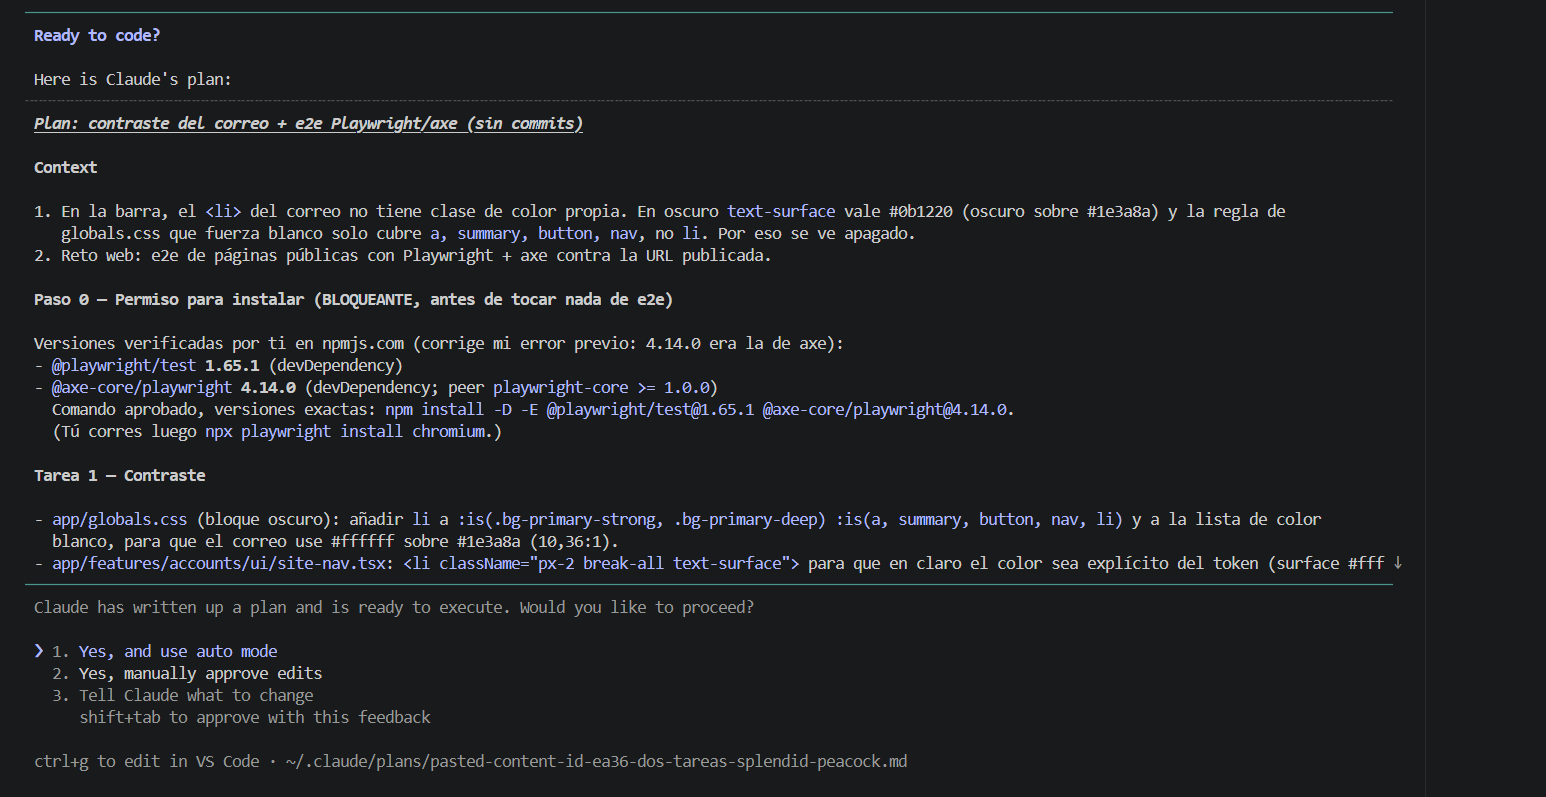 Ready to code?
Here is Claude's plan:
Plan: contraste del correo + e2e Playwright/axe (sin commits)
Context
1. En la barra, el <li> del correo no tiene clase de color propia. En oscuro text-surface vale #0b1220 (oscuro sobre #1e3a8a) y la regla de
globals.css que fuerza blanco solo cubre a, summary, button, nav, no li. Por eso se ve apagado.
2. Reto web: e2e de páginas públicas con Playwright + axe contra la URL publicada.
Paso 0 — Permiso para instalar (BLOQUEANTE, antes de tocar nada de e2e)
Versiones verificadas por ti en npmjs.com (corrige mi error previo: 4.14.0 era la de axe):
- @playwright/test 1.65.1 (devDependency)
- @axe-core/playwright 4.14.0 (devDependency; peer playwright-core >= 1.0.0)
Comando aprobado, versiones exactas: npm install -D -E @playwright/test@1.65.1 @axe-core/playwright@4.14.0.
(Tú corres luego npx playwright install chromium.)
Tarea 1 — Contraste
- app/globals.css (bloque oscuro): añadir li a :is(.bg-primary-strong, .bg-primary-deep) :is(a, summary, button, nav, li) y a la lista de color
blanco, para que el correo use #ffffff sobre #1e3a8a (10,36:1).
- app/features/accounts/ui/site-nav.tsx: <li className="px-2 break-all text-surface"> para que en claro el color sea explícito del token (surface #fff ↓
Claude has written up a plan and is ready to execute. Would you like to proceed?
❯ 1. Yes, and use auto mode
2. Yes, manually approve edits
3. Tell Claude what to change
shift+tab to approve with this feedback
ctrl+g to edit in VS Code · ~/.claude/plans/pasted-content-id-ea36-dos-tareas-splendid-peacock.md